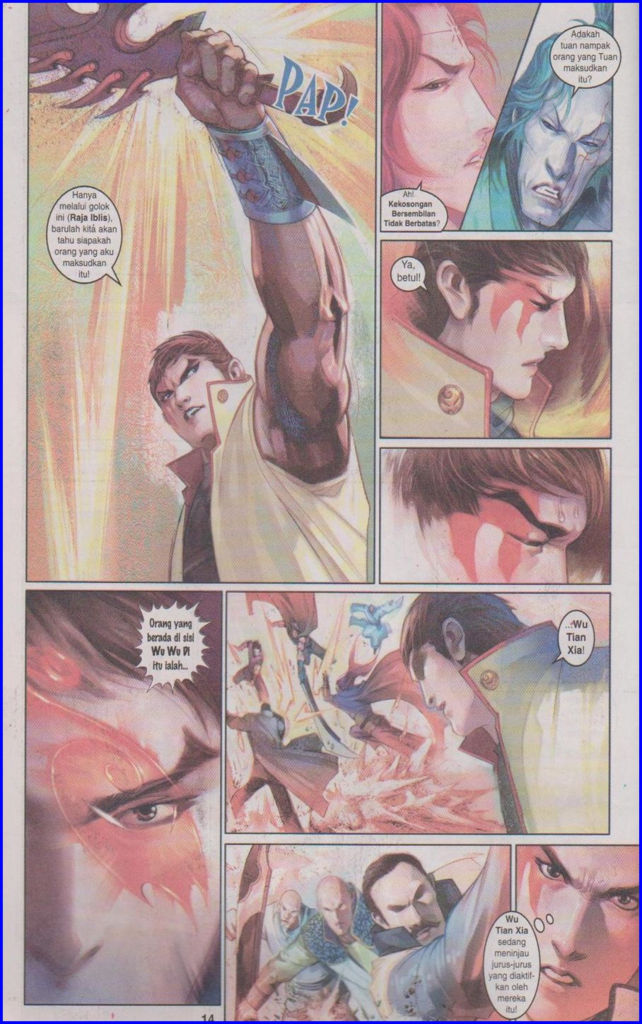 PAP!
Hanya
melalui golok
ini (Raja Iblis),
barulah kita akan
tahu siapakah
orang yang aku
maksudkan
itu!
Adakah
tuan nampak
orang yang Tuan
maksudkan
itu?
Ah!
Kekosongan
Bersembilan
Tidak Berbatas?
Ya,
betul!
Orang yang
berada di sisi
Wu Wu Di
itu ialah...
...Wu
Tian
Xia!
Wu
Tian Xia
sedang
meninjau
jurus-jurus
yang diaktif-
kan oleh
mereka
itu!
14